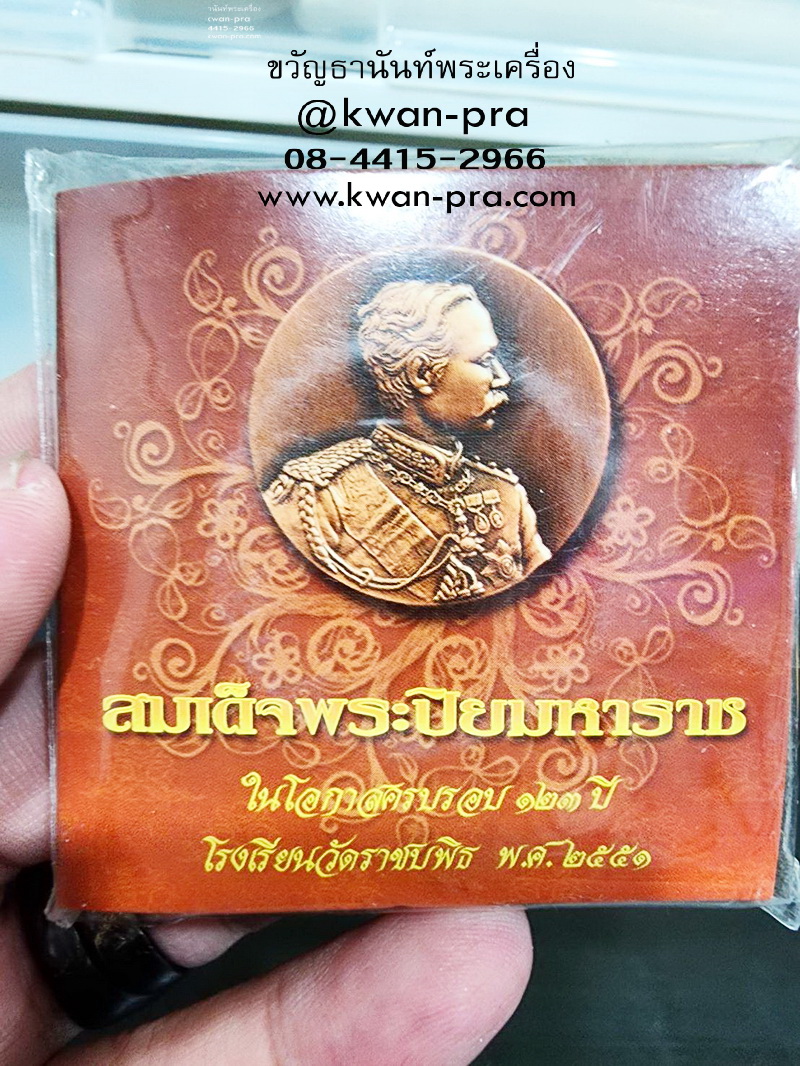 ขวัญธานันท์พระเครื่อง
@kwan-pra
08-4415-2966
www.kwan-pra.com
สมเด็จพระปิยมหาราช
ในโอกาสครบรอบ ๑๒๓ ปี
โรงเรียนวัดราชบพิธ พ.ศ. ๒๕๕๑